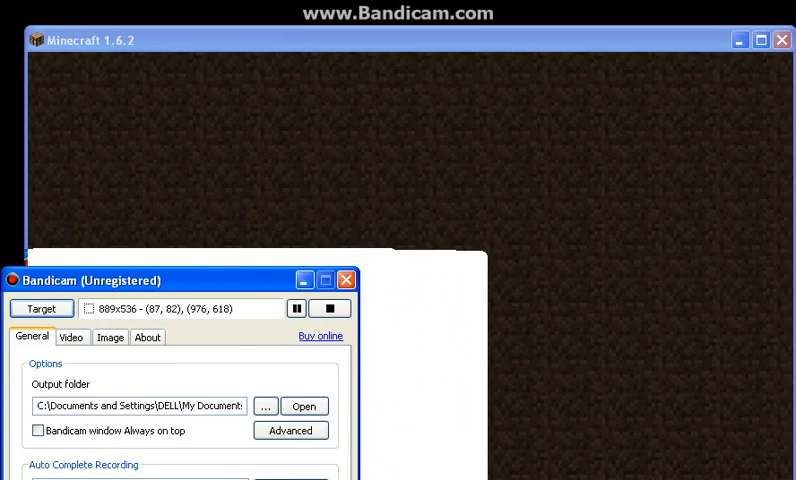 www.Bandicam.com
Minecraft 1.6.2
Bandicam (Unregistered)
Target
889x536 - (87, 82), (976, 618)
General
Video
Image
About
Buy online
Options
Output folder
C:\Documents and Settings\DELL\My Document:
...
Open
Bandicam window Always on top
Advanced
Auto Complete Recording